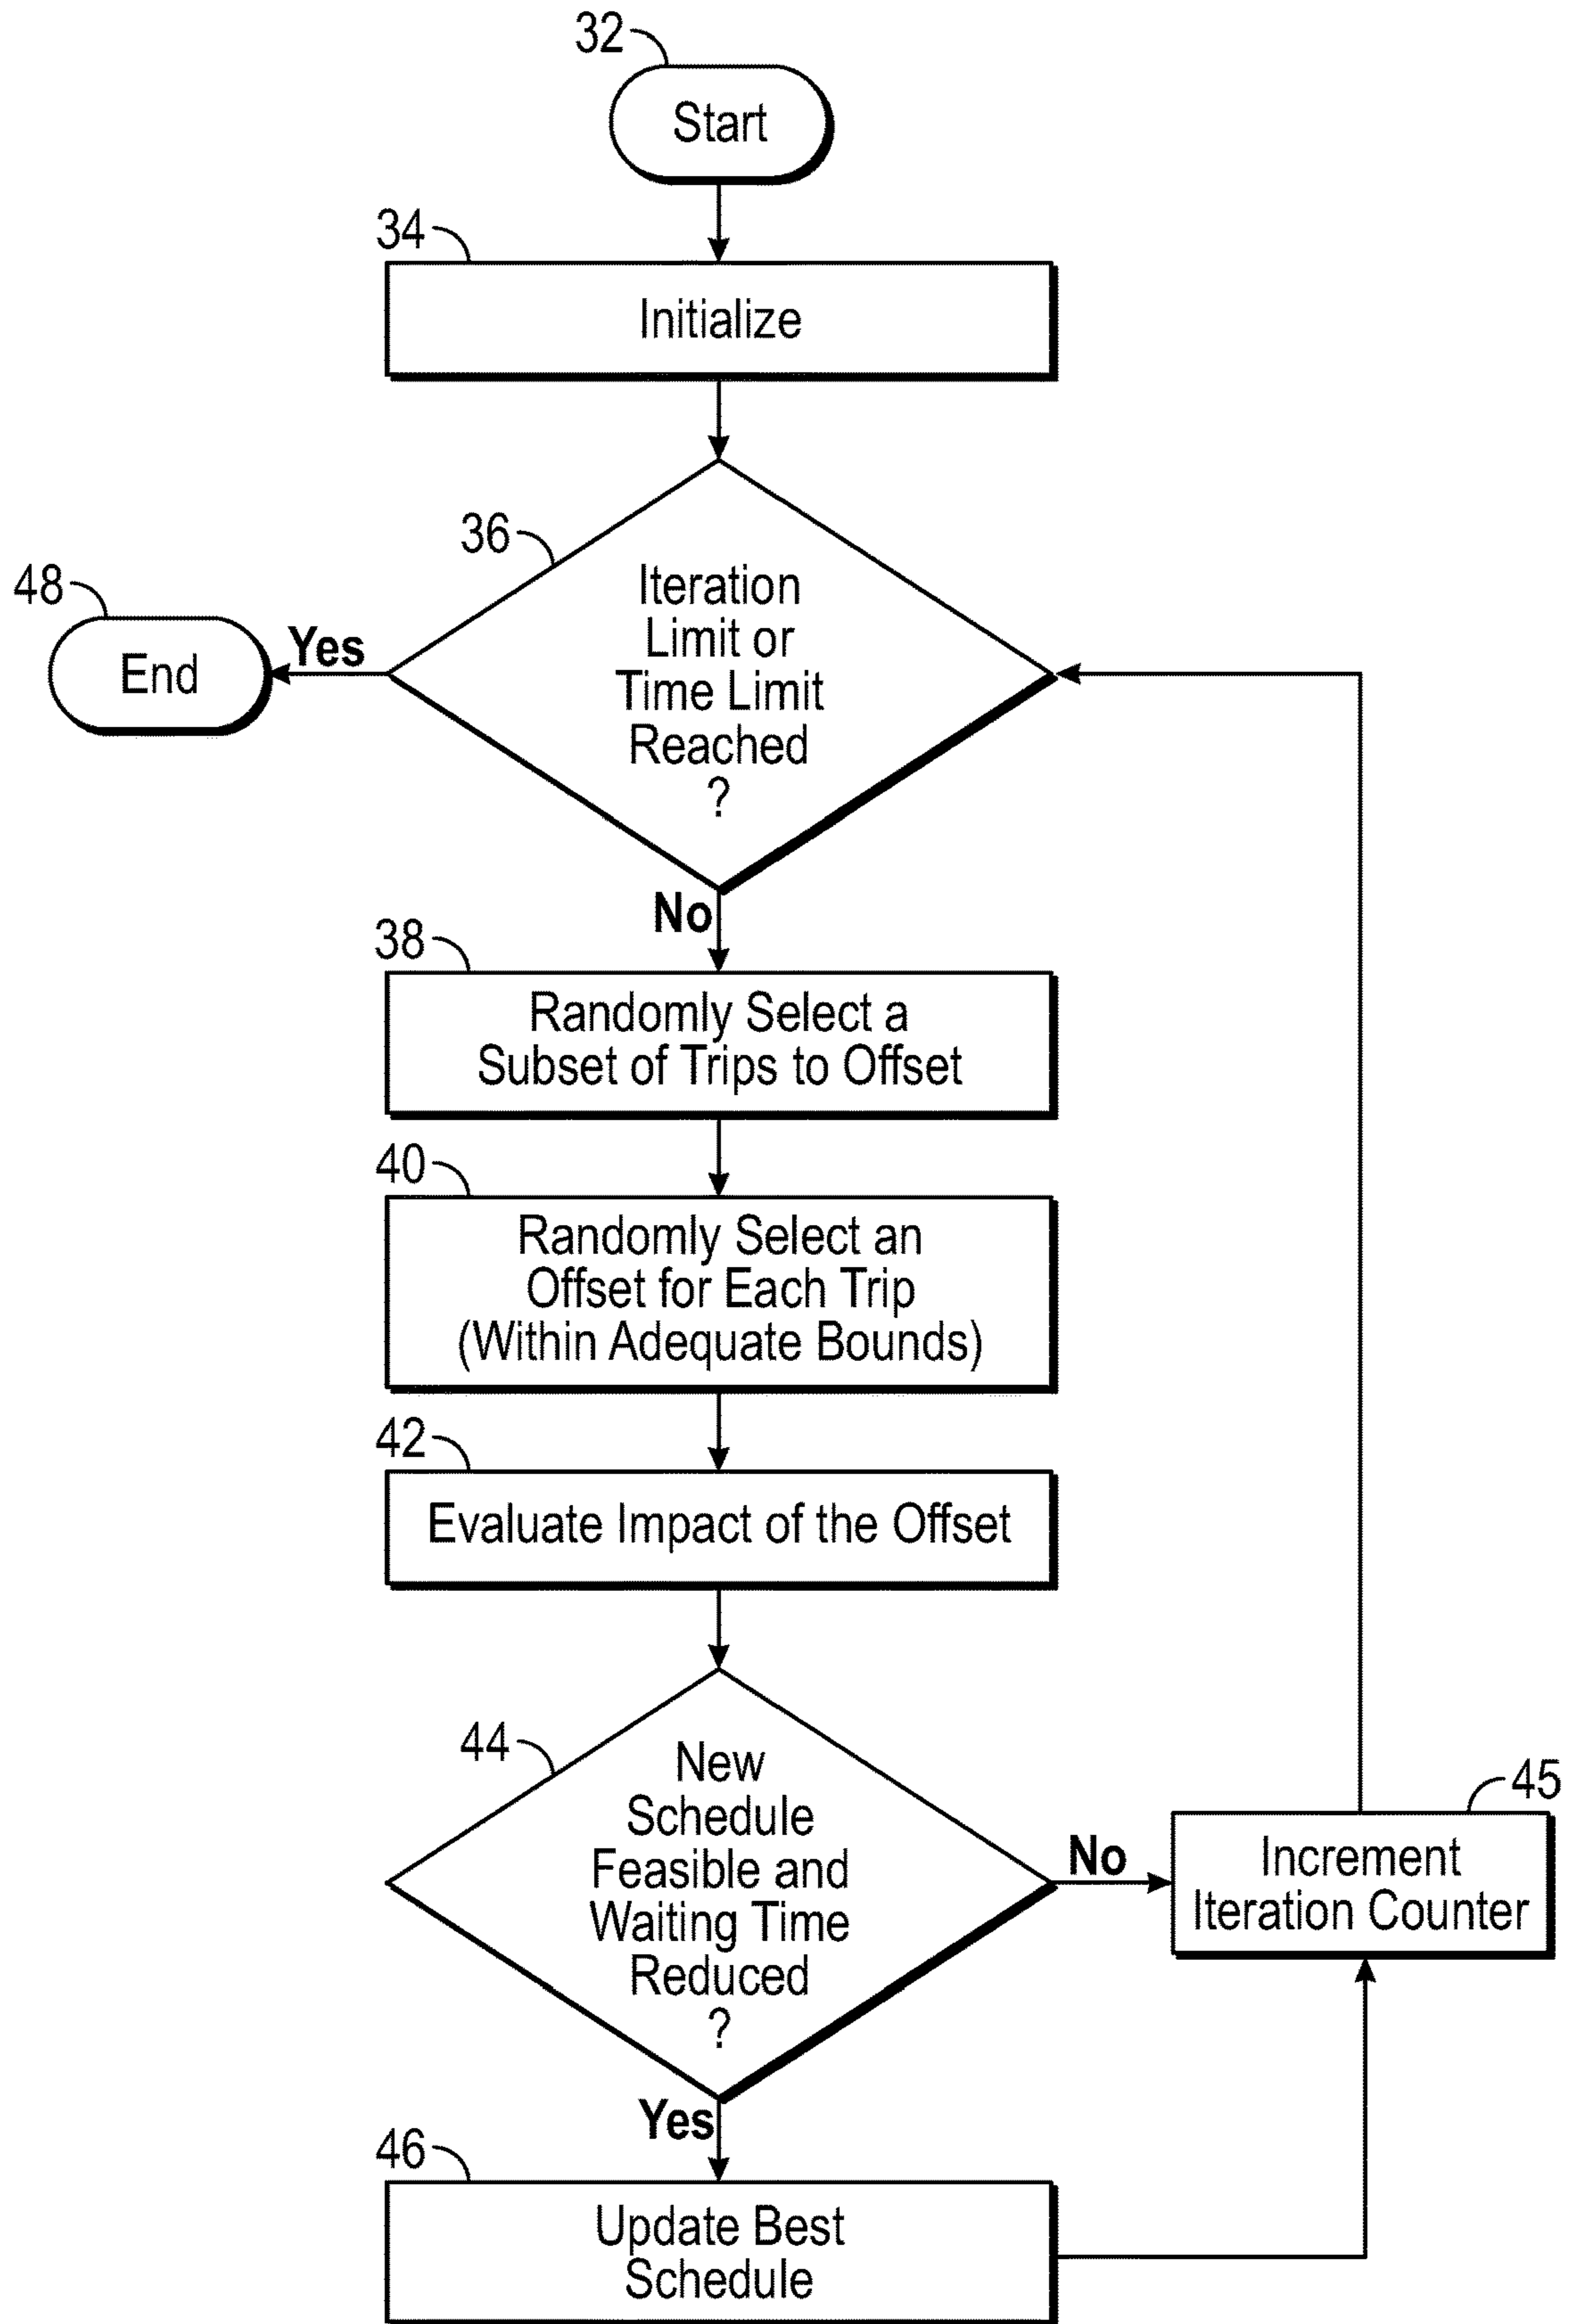 32
Start
34
Initialize
36
Iteration
Limit or
Time Limit
Reached
?
48
End
Yes
No
38
Randomly Select a
Subset of Trips to Offset
40
Randomly Select an
Offset for Each Trip
(Within Adequate Bounds)
42
Evaluate Impact of the Offset
44
New
Schedule
Feasible and
Waiting Time
Reduced
?
No
45
Increment
Iteration Counter
Yes
46
Update Best
Schedule